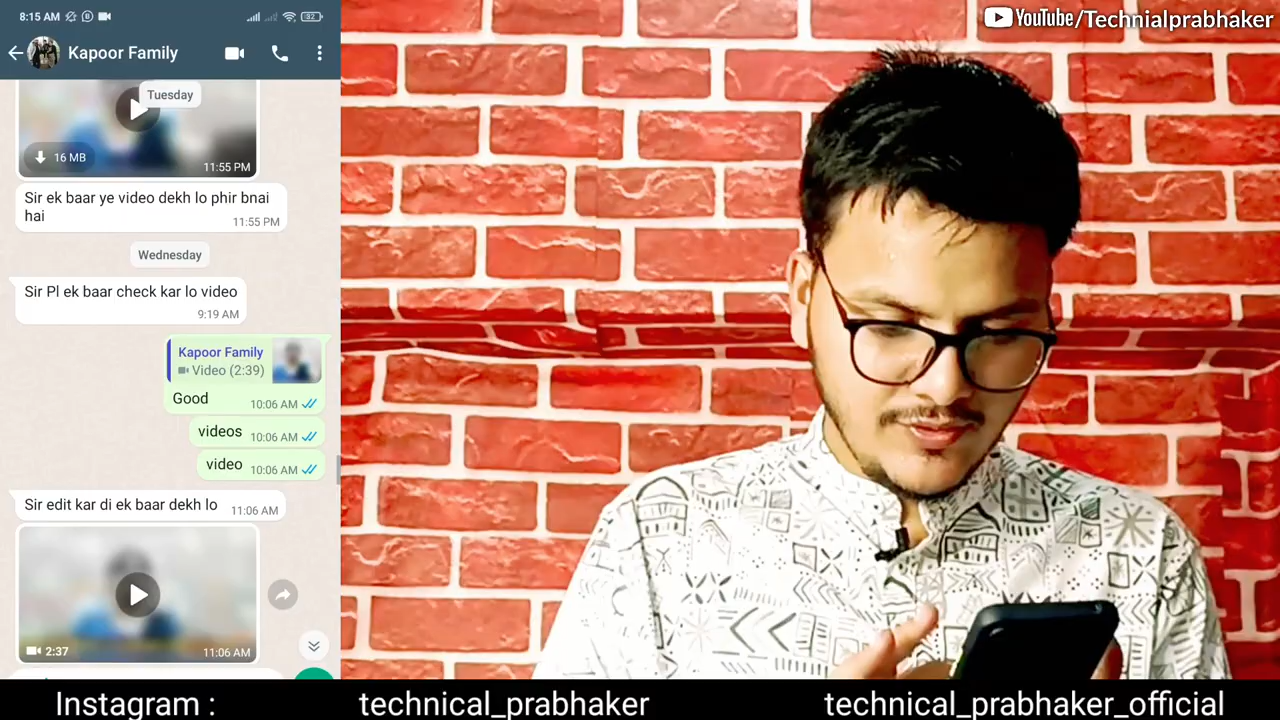 8:15 AM
82
YouTube/Technialprabhaker
Kapoor Family
Tuesday
16 MB
11:55 PM
Sir ek baar ye video dekh lo phir bnai
hai
11:55 PM
Wednesday
Sir Pl ek baar check kar lo video
9:19 AM
Kapoor Family
Video (2:39)
Good
10:06 AM
videos
10:06 AM
video
10:06 AM
Sir edit kar di ek baar dekh lo
11:06 AM
2:37
11:06 AM
Instagram :
technical_prabhaker
technical_prabhaker_official